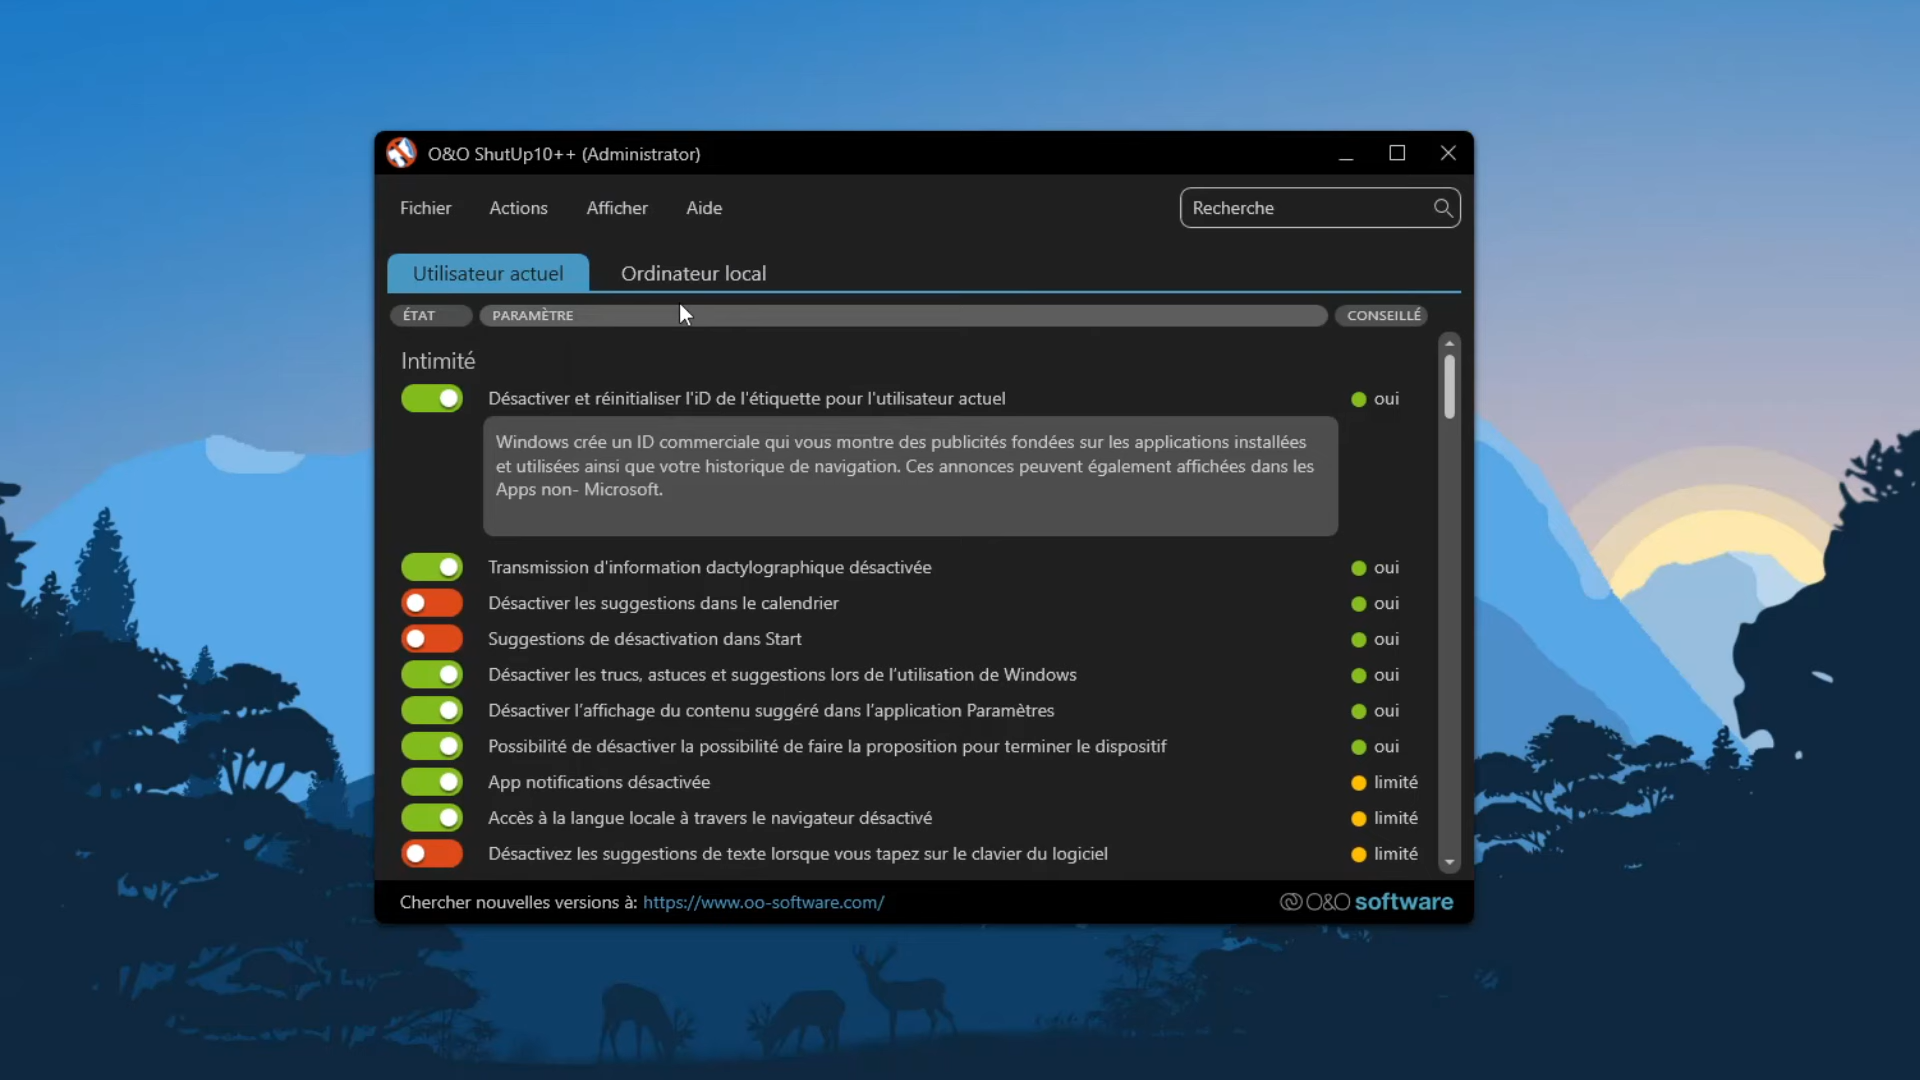 O&O ShutUp10++ (Administrator)
Fichier Actions Afficher Aide Recherche
Utilisateur actuel Ordinateur local
ÉTAT PARAMÈTRE CONSEILLÉ
Intimité
Désactiver et réinitialiser l'iD de l'étiquette pour l'utilisateur actuel oui
Windows crée un ID commerciale qui vous montre des publicités fondées sur les applications installées
et utilisées ainsi que votre historique de navigation. Ces annonces peuvent également affichées dans les
Apps non- Microsoft.
Transmission d'information dactylographique désactivée oui
Désactiver les suggestions dans le calendrier oui
Suggestions de désactivation dans Start oui
Désactiver les trucs, astuces et suggestions lors de l’utilisation de Windows oui
Désactiver l’affichage du contenu suggéré dans l’application Paramètres oui
Possibilité de désactiver la possibilité de faire la proposition pour terminer le dispositif oui
App notifications désactivée limité
Accès à la langue locale à travers le navigateur désactivé limité
Désactivez les suggestions de texte lorsque vous tapez sur le clavier du logiciel limité
Chercher nouvelles versions à: https://www.oo-software.com/ O&O software